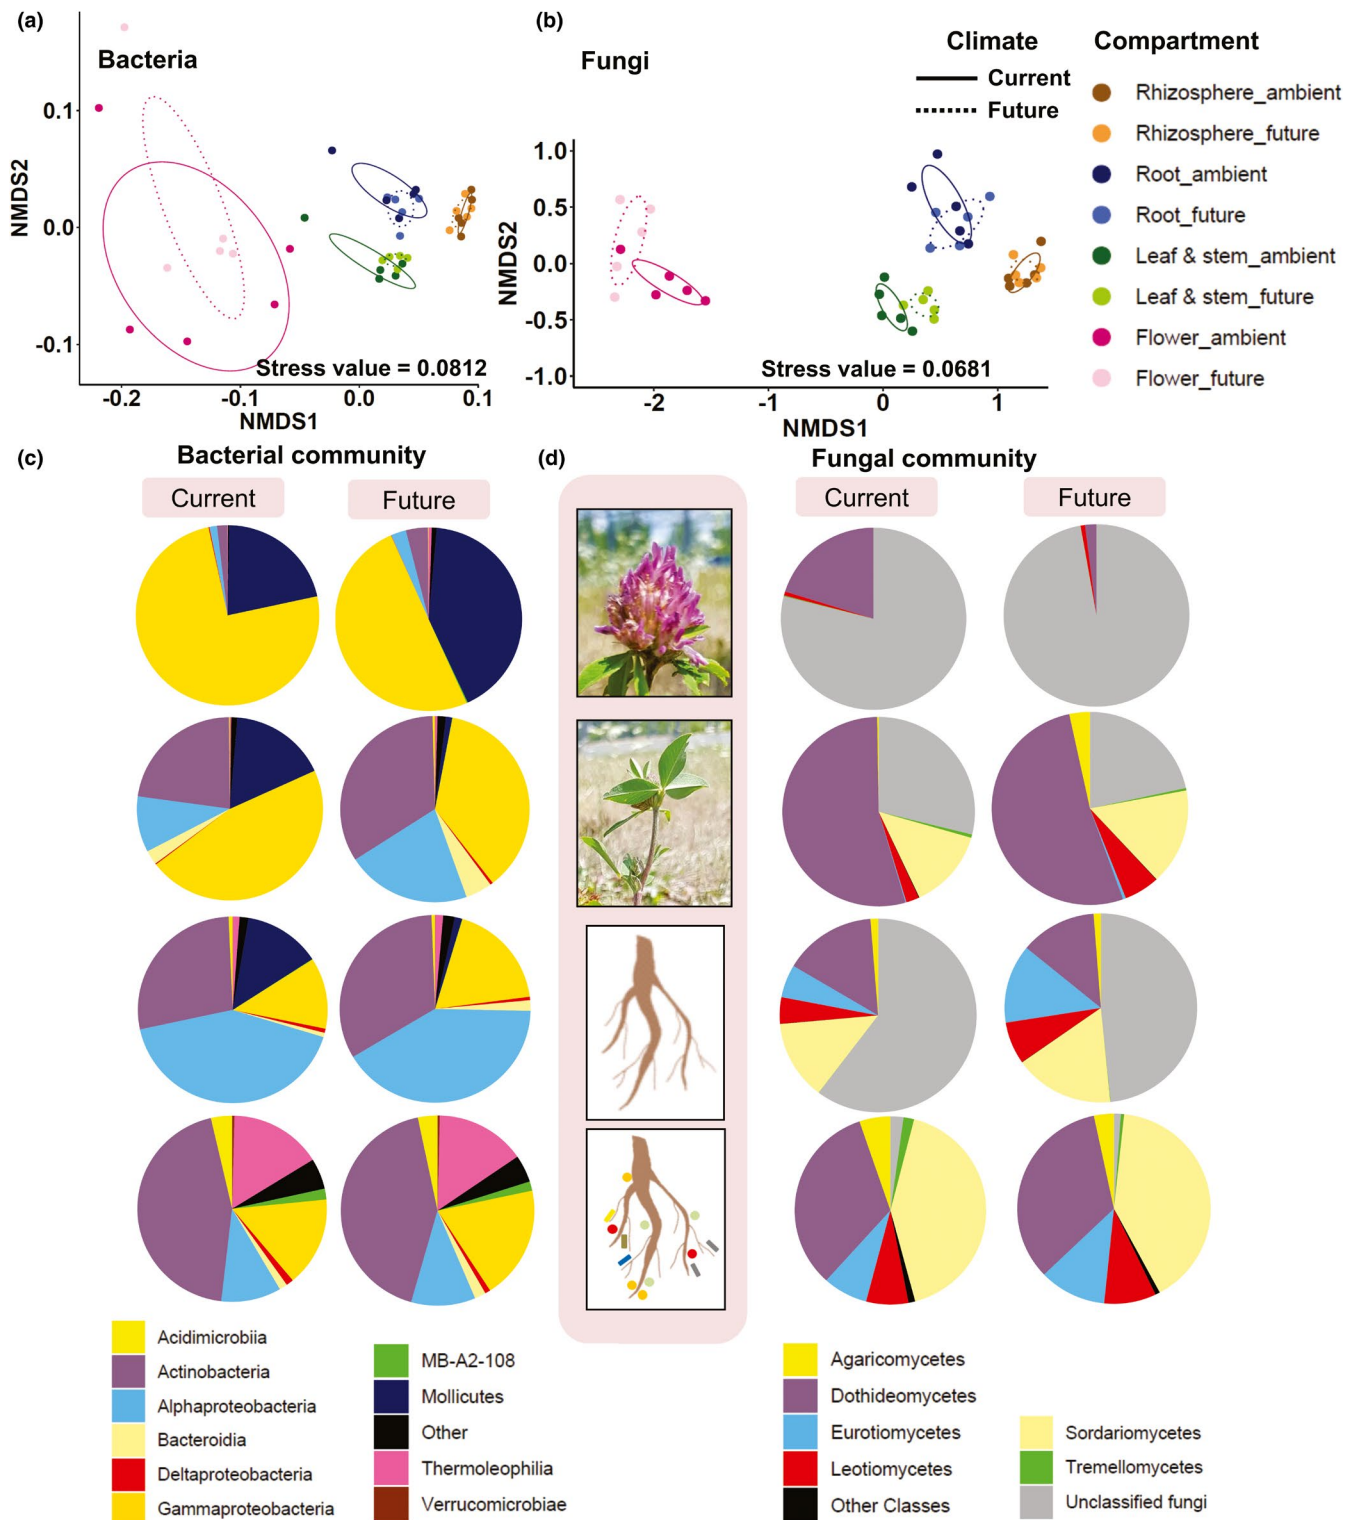 (a)
Bacteria
NMDS2
0.1
0.0
-0.1
-0.2
-0.1
0.0
0.1
NMDS1
Stress value = 0.0812
(b)
Fungi
NMDS2
1.0
0.5
0.0
-0.5
-1.0
-2
-1
0
1
NMDS1
Stress value = 0.0681
Climate
Current
Future
Compartment
Rhizosphere_ambient
Rhizosphere_future
Root_ambient
Root_future
Leaf & stem_ambient
Leaf & stem_future
Flower_ambient
Flower_future
(c)
Bacterial community
Current
Future
(d)
Fungal community
Current
Future
Acidimicrobiia
Actinobacteria
Alphaproteobacteria
Bacteroidia
Deltaproteobacteria
Gammaproteobacteria
MB-A2-108
Mollicutes
Other
Thermoleophilia
Verrucomicrobiae
Agaricomycetes
Dothideomycetes
Eurotiomycetes
Leotiomycetes
Other Classes
Sordariomycetes
Tremellomycetes
Unclassified fungi